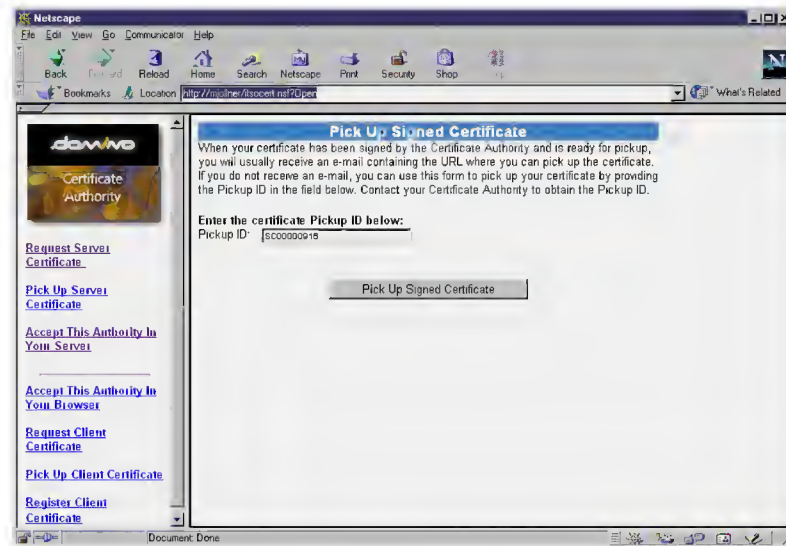 Netscape
File Edit View Go Communicator Help
Back Reload Home Search Netscape Print Security Shop
Bookmarks Location http://mjollner/itsocert.nsf?Open What's Related
domino
Certificate
Authority
Request Server
Certificate
Pick Up Server
Certificate
Accept This Authority In
Your Server
Accept This Authority In
Your Browser
Request Client
Certificate
Pick Up Client Certificate
Register Client
Certificate
Pick Up Signed Certificate
When your certificate has been signed by the Certificate Authority and is ready for pickup,
you will usually receive an e-mail containing the URL where you can pick up the certificate.
If you do not receive an e-mail, you can use this form to pick up your certificate by providing
the Pickup ID in the field below. Contact your Certificate Authority to obtain the Pickup ID.
Enter the certificate Pickup ID below:
Pickup ID: SC00000915
Pick Up Signed Certificate
Document: Done